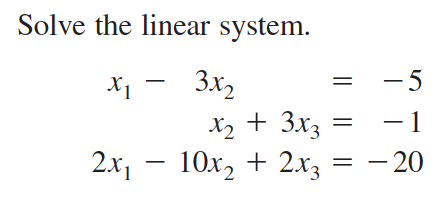 Solve the linear system.
x₁ − 3x₂ = −5
x₂ + 3x₃ = −1
2x₁ − 10x₂ + 2x₃ = −20